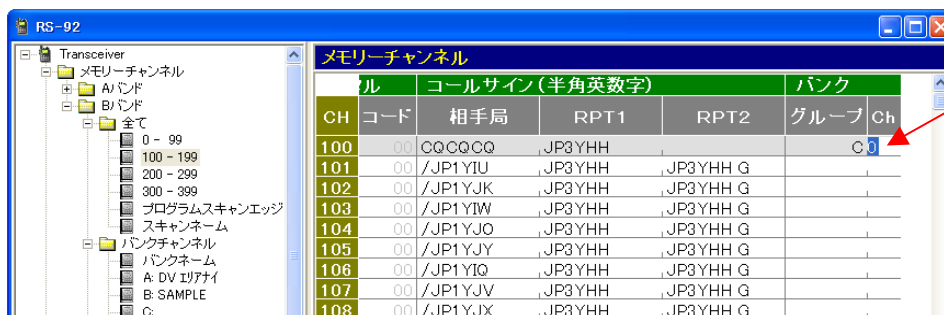 RS-92
Transceiver
メモリーチャンネル
Aバンド
Bバンド
全て
0 - 99
100 - 199
200 - 299
300 - 399
プログラムスキャンエッジ
スキャンネーム
バンクチャンネル
バンクネーム
A: DV エリアナイ
B: SAMPLE
C:
メモリーチャンネル
ル コールサイン(半角英数字) バンク
CH コード 相手局 RPT1 RPT2 グループ Ch
100 00 CQCQCQ JP3YHH C 0
101 00 /JP1YIU JP3YHH JP3YHH G
102 00 /JP1YJK JP3YHH JP3YHH G
103 00 /JP1YIW JP3YHH JP3YHH G
104 00 /JP1YJO JP3YHH JP3YHH G
105 00 /JP1YJY JP3YHH JP3YHH G
106 00 /JP1YIQ JP3YHH JP3YHH G
107 00 /JP1YJV JP3YHH JP3YHH G
108 00 /JP1YJX JP3YHH JP3YHH G